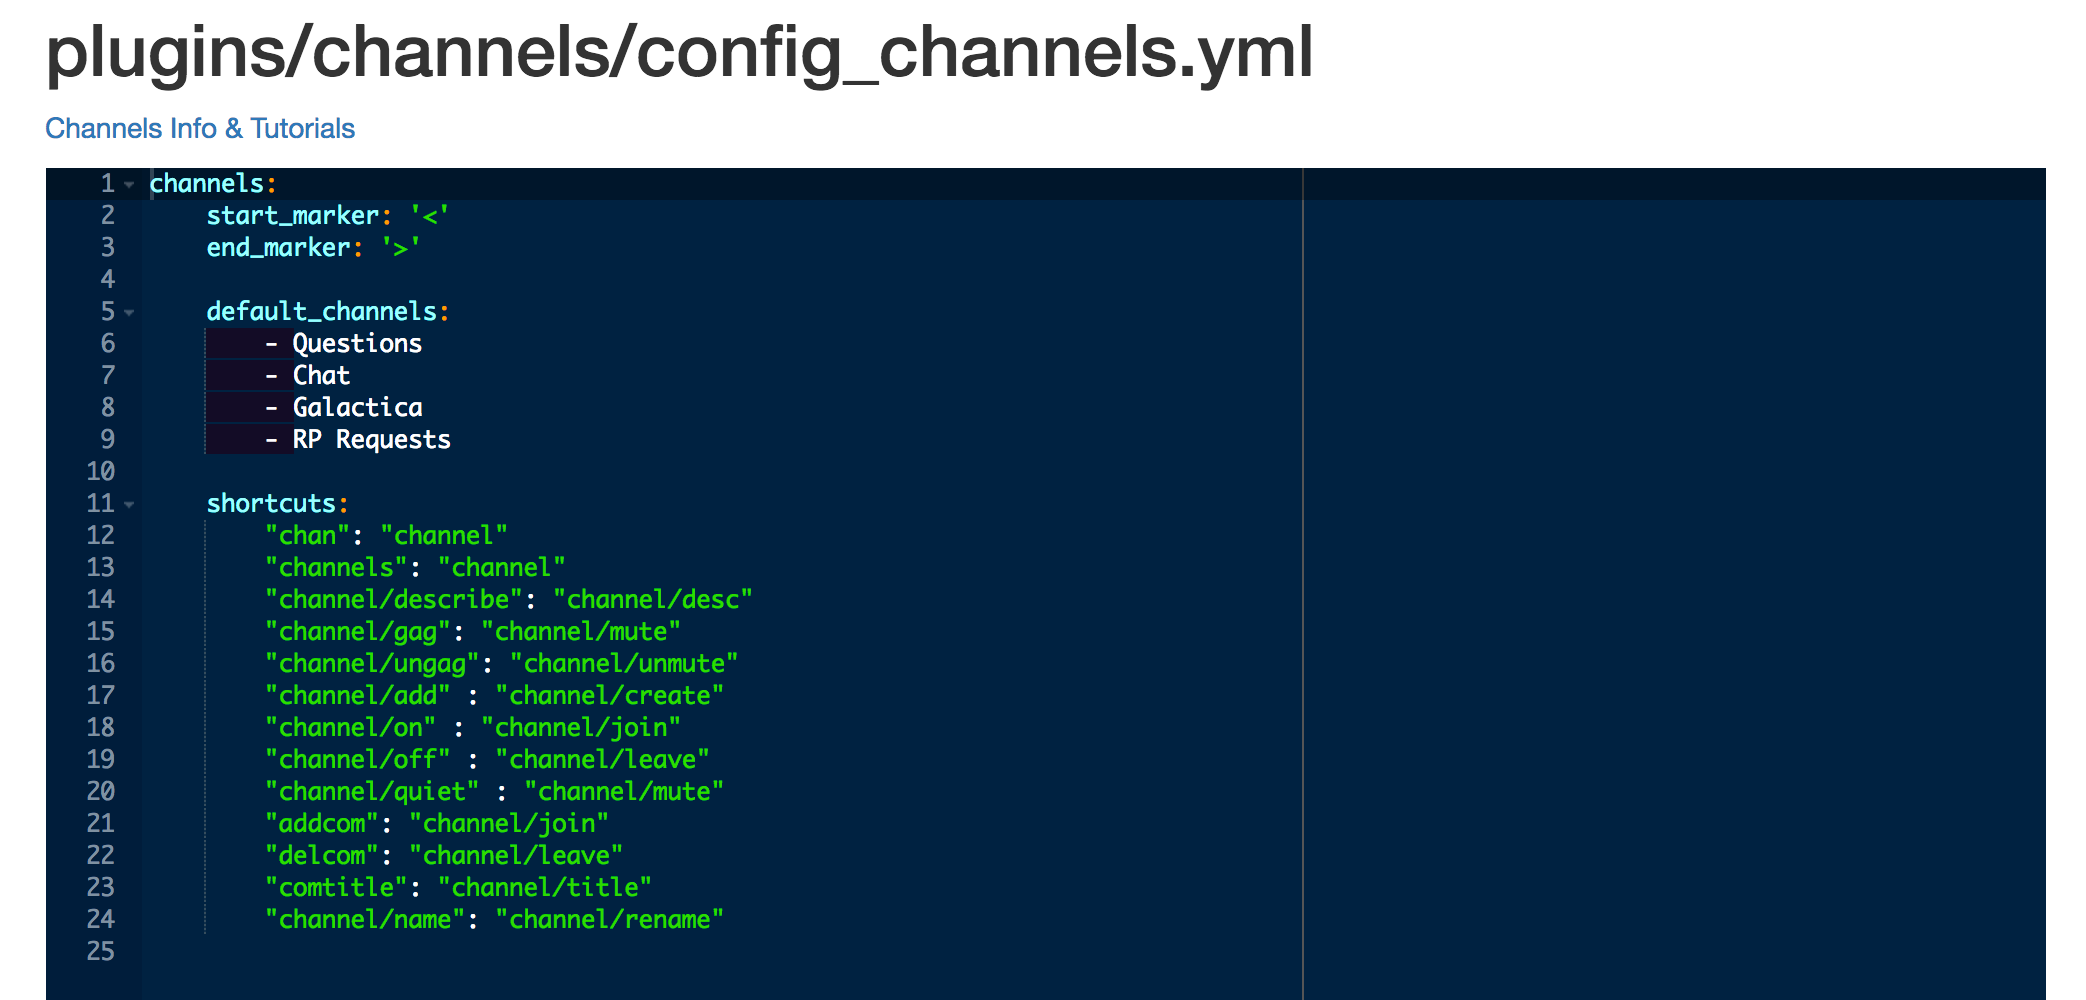 plugins/channels/config_channels.yml
Channels Info & Tutorials
1 channels:
2     start_marker: '<'
3     end_marker: '>'
4
5     default_channels:
6         - Questions
7         - Chat
8         - Galactica
9         - RP Requests
10
11     shortcuts:
12         "chan": "channel"
13         "channels": "channel"
14         "channel/describe": "channel/desc"
15         "channel/gag": "channel/mute"
16         "channel/ungag": "channel/unmute"
17         "channel/add" : "channel/create"
18         "channel/on" : "channel/join"
19         "channel/off" : "channel/leave"
20         "channel/quiet" : "channel/mute"
21         "addcom": "channel/join"
22         "delcom": "channel/leave"
23         "comtitle": "channel/title"
24         "channel/name": "channel/rename"
25